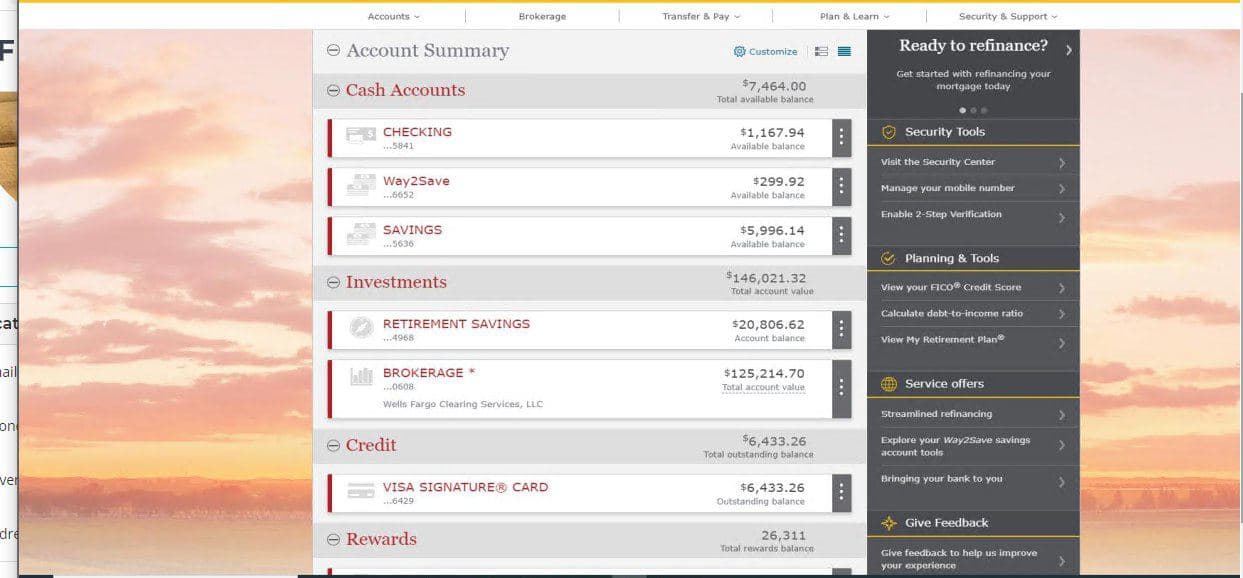 Accounts
Brokerage
Transfer & Pay
Plan & Learn
Security & Support
Account Summary
Customize
Cash Accounts
$7,464.00
Total available balance
CHECKING
...5841
$1,167.94
Available balance
Way2Save
...6652
$299.92
Available balance
SAVINGS
...5636
$5,996.14
Available balance
Investments
$146,021.32
Total account value
RETIREMENT SAVINGS
...4968
$20,806.62
Account balance
BROKERAGE *
...0608
Wells Fargo Clearing Services, LLC
$125,214.70
Total account value
Credit
$6,433.26
Total outstanding balance
VISA SIGNATURE® CARD
...6429
$6,433.26
Outstanding balance
Rewards
26,311
Total rewards balance
Ready to refinance?
Get started with refinancing your
mortgage today
Security Tools
Visit the Security Center
Manage your mobile number
Enable 2-Step Verification
Planning & Tools
View your FICO® Credit Score
Calculate debt-to-income ratio
View My Retirement Plan®
Service offers
Streamlined refinancing
Explore your Way2Save savings
account tools
Bringing your bank to you
Give Feedback
Give feedback to help us improve
your experience